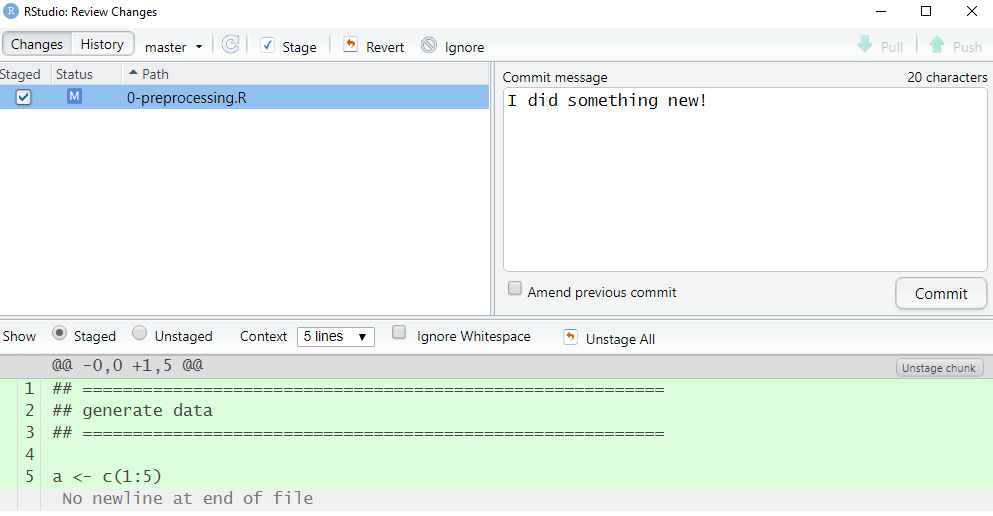 RStudio: Review Changes
Changes History master Stage Revert Ignore Pull Push
Staged Status Path
M 0-preprocessing.R
Commit message 20 characters
I did something new!
Amend previous commit Commit
Show Staged Unstaged Context 5 lines Ignore Whitespace Unstage All
@@ -0,0 +1,5 @@ Unstage chunk
1 ## ==========================================================
2 ## generate data
3 ## ==========================================================
4
5 a <- c(1:5)
No newline at end of file